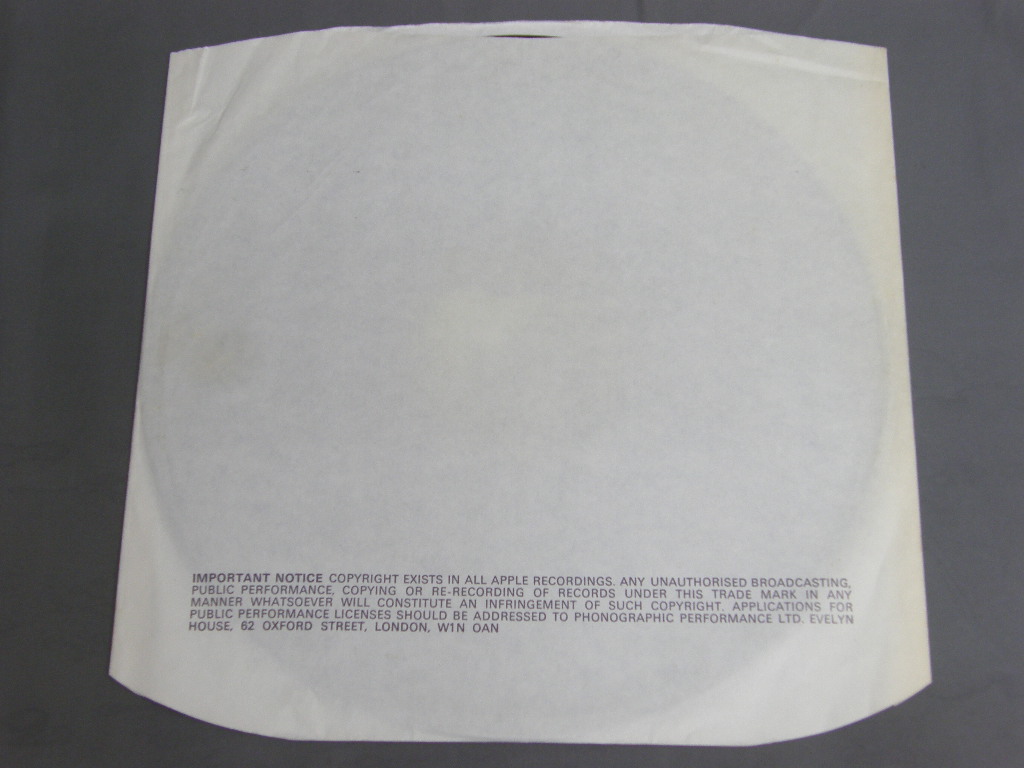 IMPORTANT NOTICE COPYRIGHT EXISTS IN ALL APPLE RECORDINGS. ANY UNAUTHORISED BROADCASTING,
PUBLIC PERFORMANCE, COPYING OR RE-RECORDING OF RECORDS UNDER THIS TRADE MARK IN ANY
MANNER WHATSOEVER WILL CONSTITUTE AN INFRINGEMENT OF SUCH COPYRIGHT. APPLICATIONS FOR
PUBLIC PERFORMANCE LICENSES SHOULD BE ADDRESSED TO PHONOGRAPHIC PERFORMANCE LTD. EVELYN
HOUSE, 62 OXFORD STREET, LONDON, W1N OAN